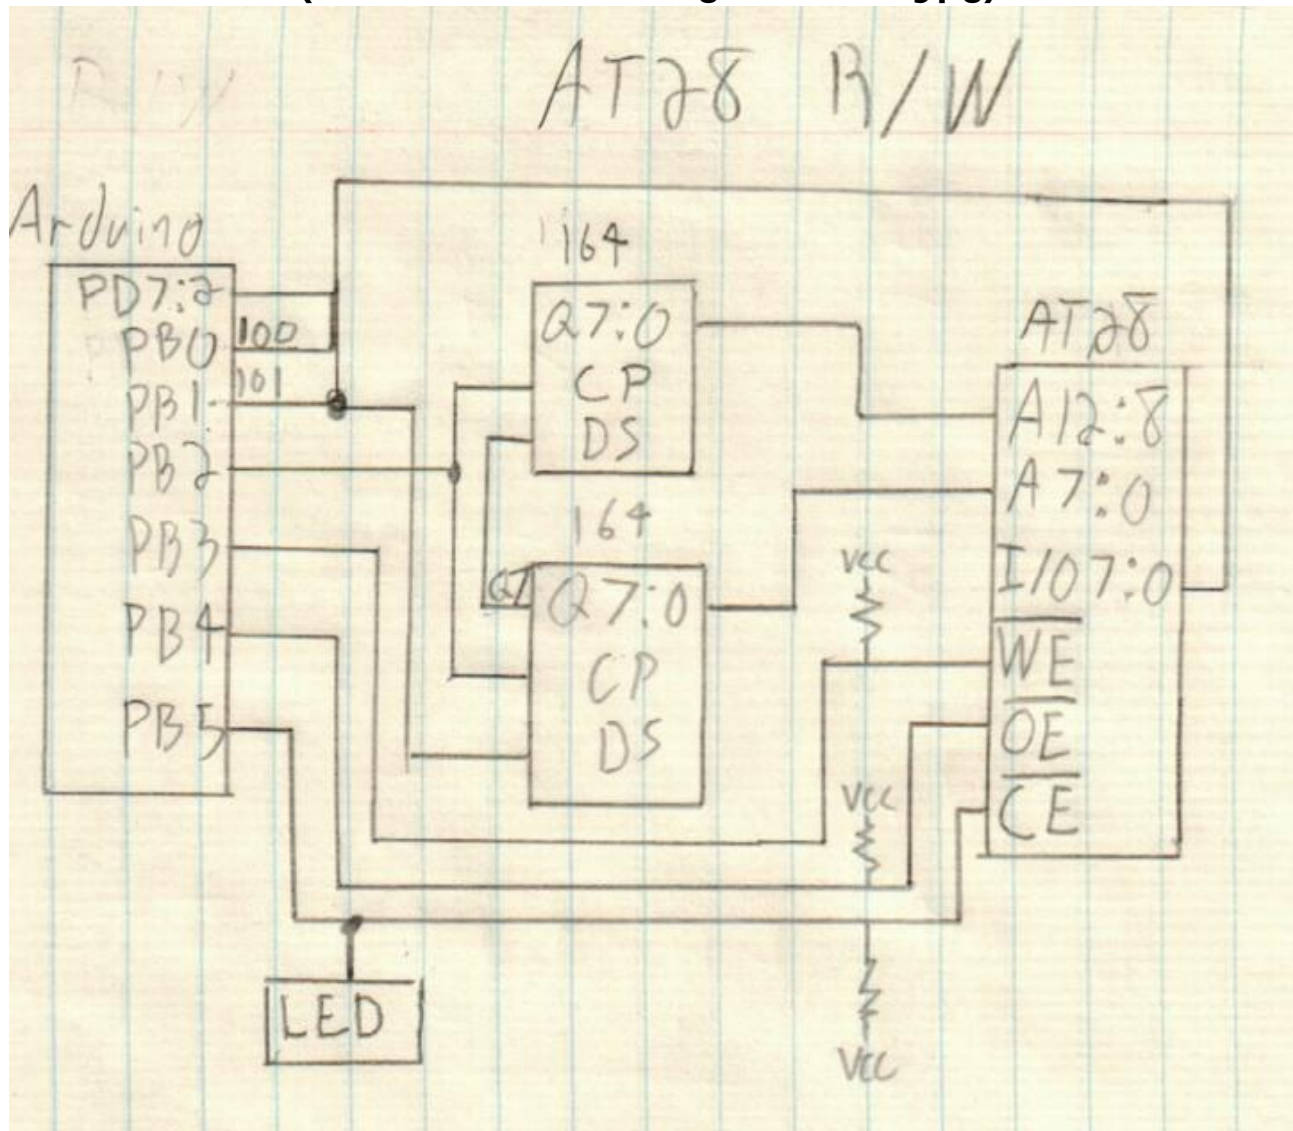 AT28 R/W
Arduino
PD7:2
PB0
100
PB1
101
PB2
PB3
PB4
PB5
164
Q7:0
CP
DS
164
Q7
Q7:0
CP
DS
AT28
A12:8
A7:0
I/O7:0
WE
OE
CE
VCC
VCC
VCC
LED